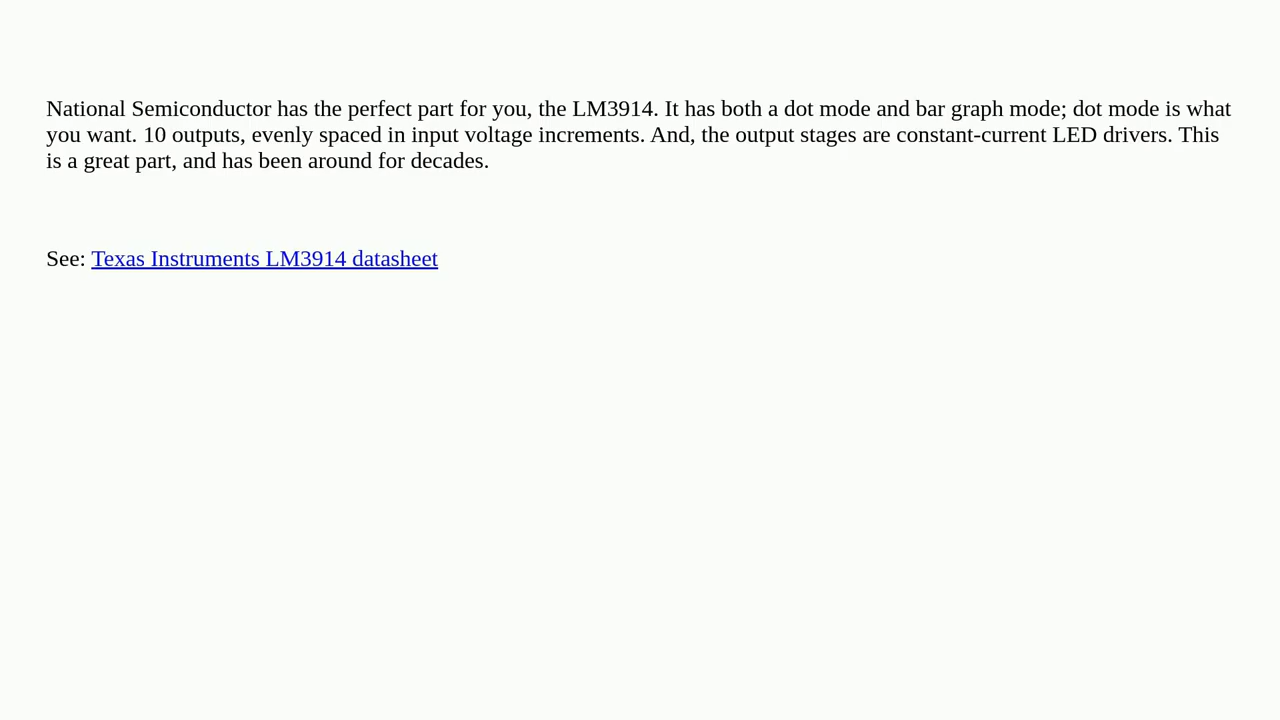 National Semiconductor has the perfect part for you, the LM3914. It has both a dot mode and bar graph mode; dot mode is what
you want. 10 outputs, evenly spaced in input voltage increments. And, the output stages are constant-current LED drivers. This
is a great part, and has been around for decades.
See: Texas Instruments LM3914 datasheet